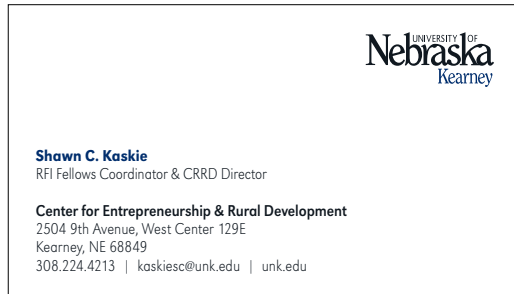 UNIVERSITY OF
Nebraska
Kearney
Shawn C. Kaskie
RFI Fellows Coordinator & CRRD Director
Center for Entrepreneurship & Rural Development
2504 9th Avenue, West Center 129E
Kearney, NE 68849
308.224.4213 | kaskiesc@unk.edu | unk.edu